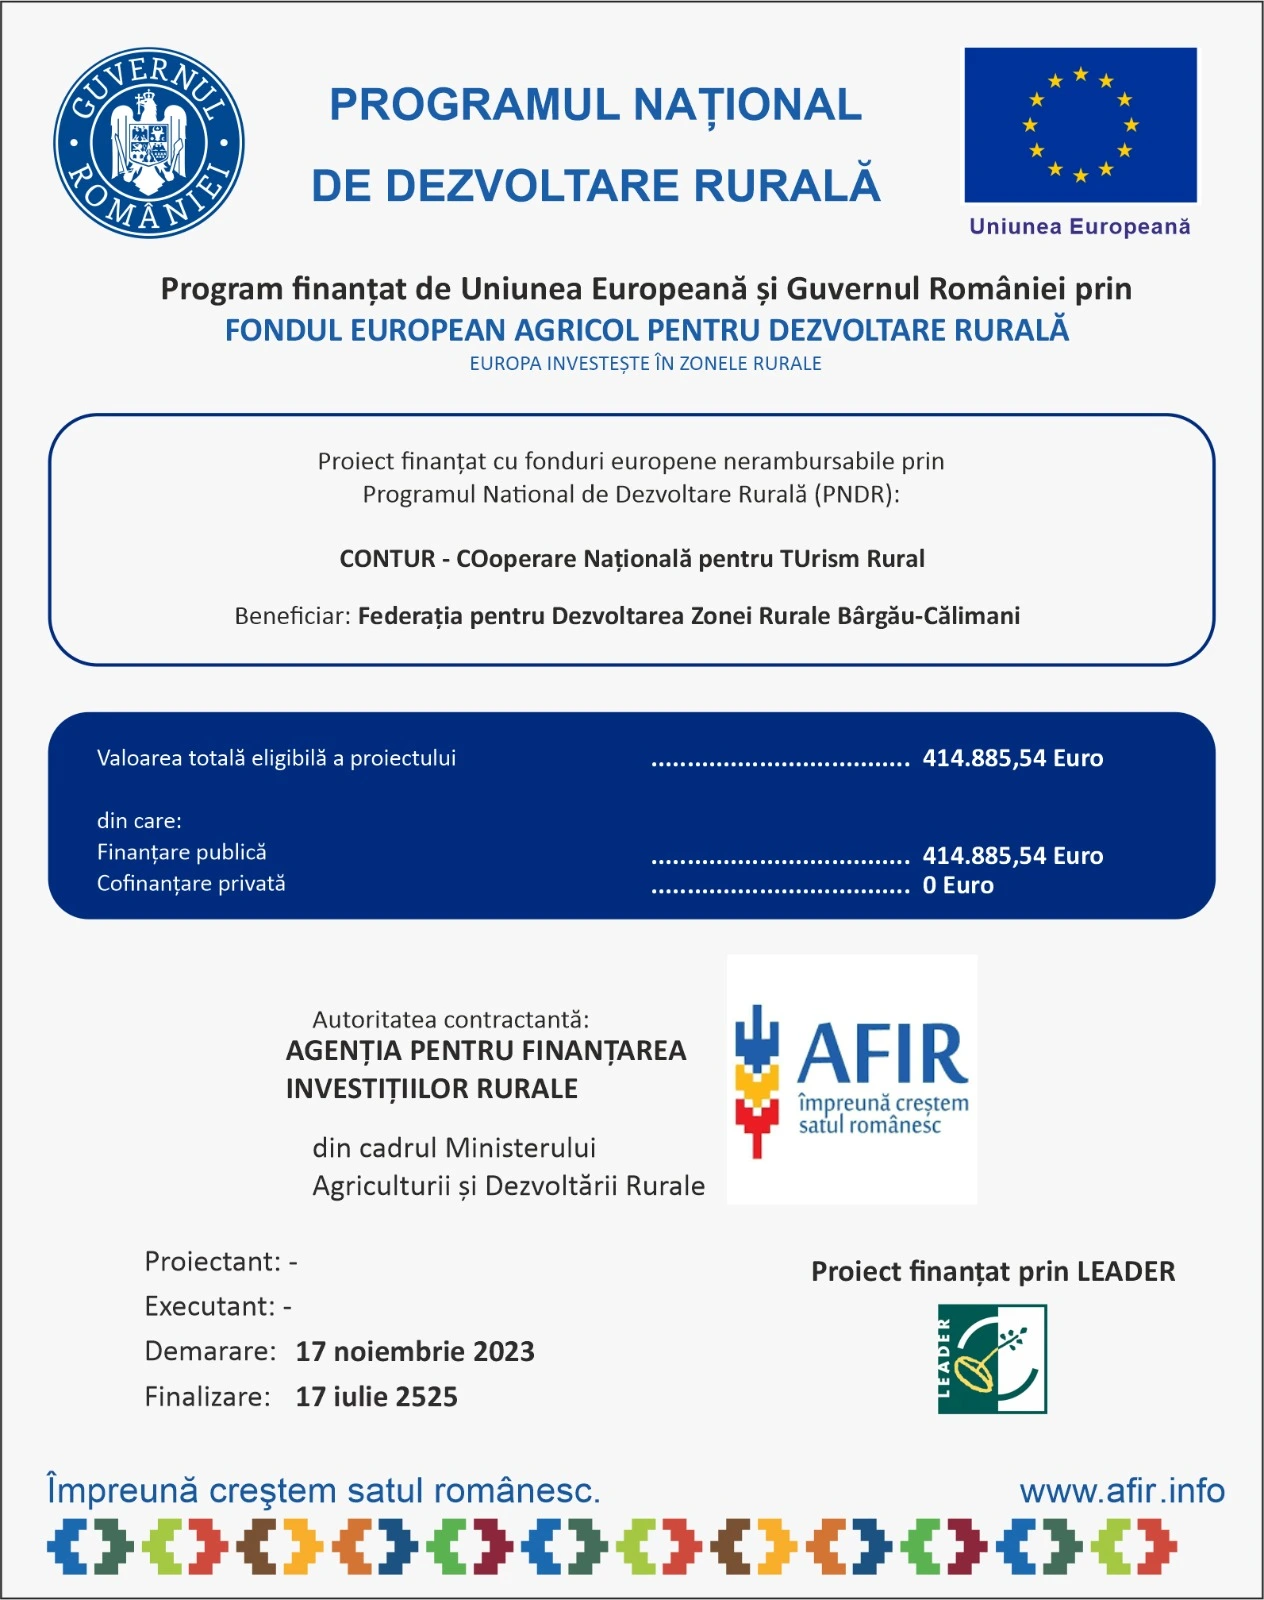 GUVERNUL ROMÂNIEI
PROGRAMUL NAȚIONAL
DE DEZVOLTARE RURALĂ
Uniunea Europeană
Program finanțat de Uniunea Europeană și Guvernul României prin
FONDUL EUROPEAN AGRICOL PENTRU DEZVOLTARE RURALĂ
EUROPA INVESTEȘTE ÎN ZONELE RURALE
Proiect finanțat cu fonduri europene nerambursabile prin
Programul National de Dezvoltare Rurală (PNDR):
CONTUR - COoperare Națională pentru TUrism Rural
Beneficiar: Federația pentru Dezvoltarea Zonei Rurale Bârgău-Călimani
Valoarea totală eligibilă a proiectului .................................... 414.885,54 Euro
din care:
Finanțare publică .................................... 414.885,54 Euro
Cofinanțare privată .................................... 0 Euro
Autoritatea contractantă:
AGENȚIA PENTRU FINANȚAREA
INVESTIȚIILOR RURALE
din cadrul Ministerului
Agriculturii și Dezvoltării Rurale
AFIR
împreună creștem
satul românesc
Proiectant: -
Executant: -
Demarare: 17 noiembrie 2023
Finalizare: 17 iulie 2525
Proiect finanțat prin LEADER
LEADER
Împreună creştem satul românesc.
www.afir.info